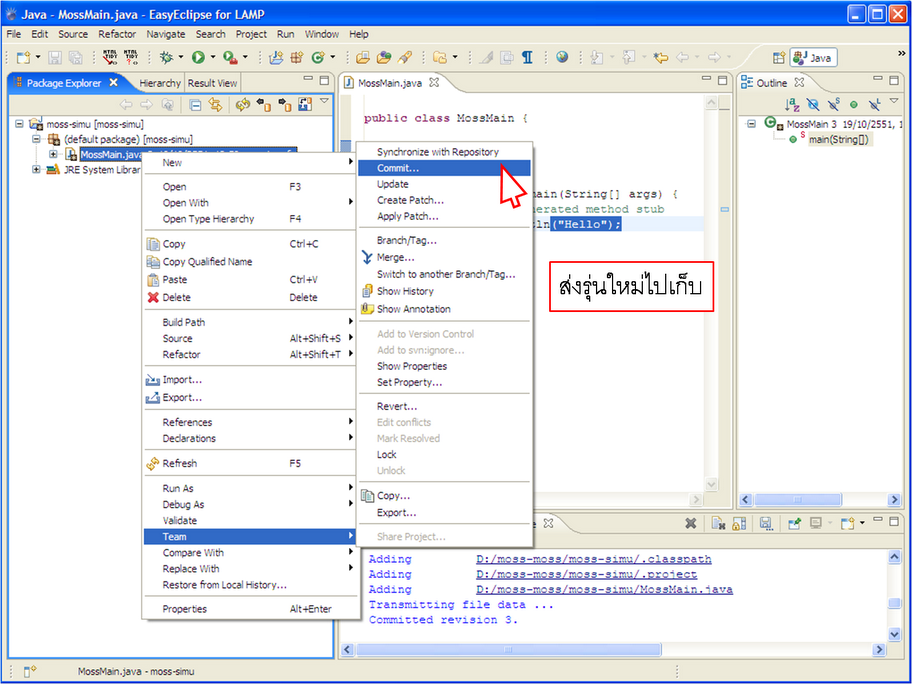 Java - MossMain.java - EasyEclipse for LAMP
File Edit Source Refactor Navigate Search Project Run Window Help
Java
Package Explorer Hierarchy Result View
moss-simu [moss-simu]
(default package) [moss-simu]
MossMain.java
JRE System Librar
New
Open F3
Open With
Open Type Hierarchy F4
Copy Ctrl+C
Copy Qualified Name
Paste Ctrl+V
Delete Delete
Build Path
Source Alt+Shift+S
Refactor Alt+Shift+T
Import...
Export...
References
Declarations
Refresh F5
Run As
Debug As
Validate
Team
Compare With
Replace With
Restore from Local History...
Properties Alt+Enter
Synchronize with Repository
Commit...
Update
Create Patch...
Apply Patch...
Branch/Tag...
Merge...
Switch to another Branch/Tag...
Show History
Show Annotation
Add to Version Control
Add to svn:ignore...
Show Properties
Set Property...
Revert...
Edit conflicts
Mark Resolved
Lock
Unlock
Copy...
Export...
Share Project...
MossMain.java
public class MossMain {
main(String[] args) {
erated method stub
ln("Hello");
ส่งรุ่นใหม่ไปเก็บ
Outline
MossMain 3 19/10/2551,
main(String[])
Adding D:/moss-moss/moss-simu/.classpath
Adding D:/moss-moss/moss-simu/.project
Adding D:/moss-moss/moss-simu/MossMain.java
Transmitting file data ...
Committed revision 3.
MossMain.java - moss-simu